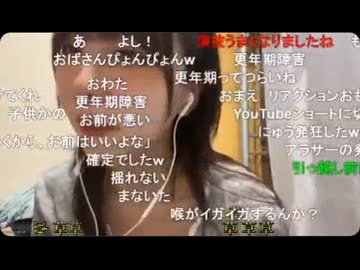 あ　よし！
演技うまくなりましたね
おばさんぴょんぴょんw
更年期障害
おわた
更年期ってつらいね
けてくれ
更年期障害
おまえ　リアクションおも
子供かの
お前が悪い
YouTubeショートに
くから、お前はいいよな」
にゅう発狂したw
確定でしたw
アラサーの発
揺れない
引っ越し前
まないた
喉がイガイガするんか？
草 草
草 草 草